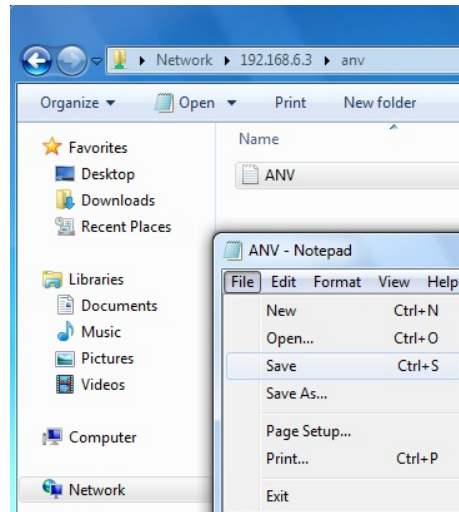 Network 192.168.6.3 anv
Organize Open Print New folder
Favorites
Desktop
Downloads
Recent Places
Libraries
Documents
Music
Pictures
Videos
Computer
Network
Name
ANV
ANV - Notepad
File Edit Format View Help
New Ctrl+N
Open... Ctrl+O
Save Ctrl+S
Save As...
Page Setup...
Print... Ctrl+P
Exit